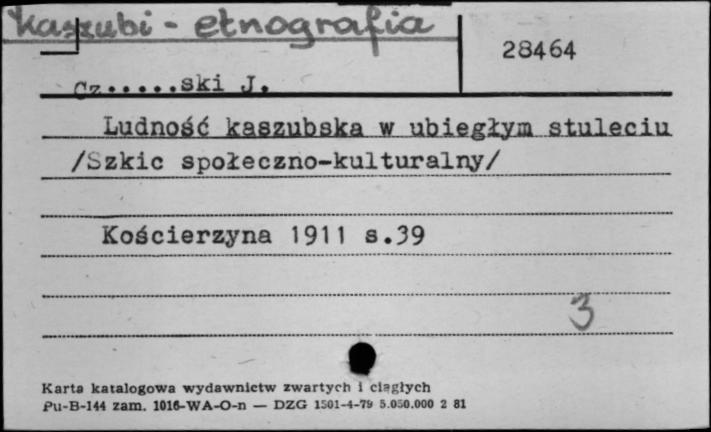 Kaszubi - etnografia
28464
Cz.....ski J.
Ludność kaszubska w ubiegłym stuleciu
/Szkic społeczno-kulturalny/
Kościerzyna 1911 s.39
3
Karta katalogowa wydawnictw zwartych i ciągłych
Pu-B-144 zam. 1016-WA-O-n — DZG 1501-4-79 5.050.000 2 81